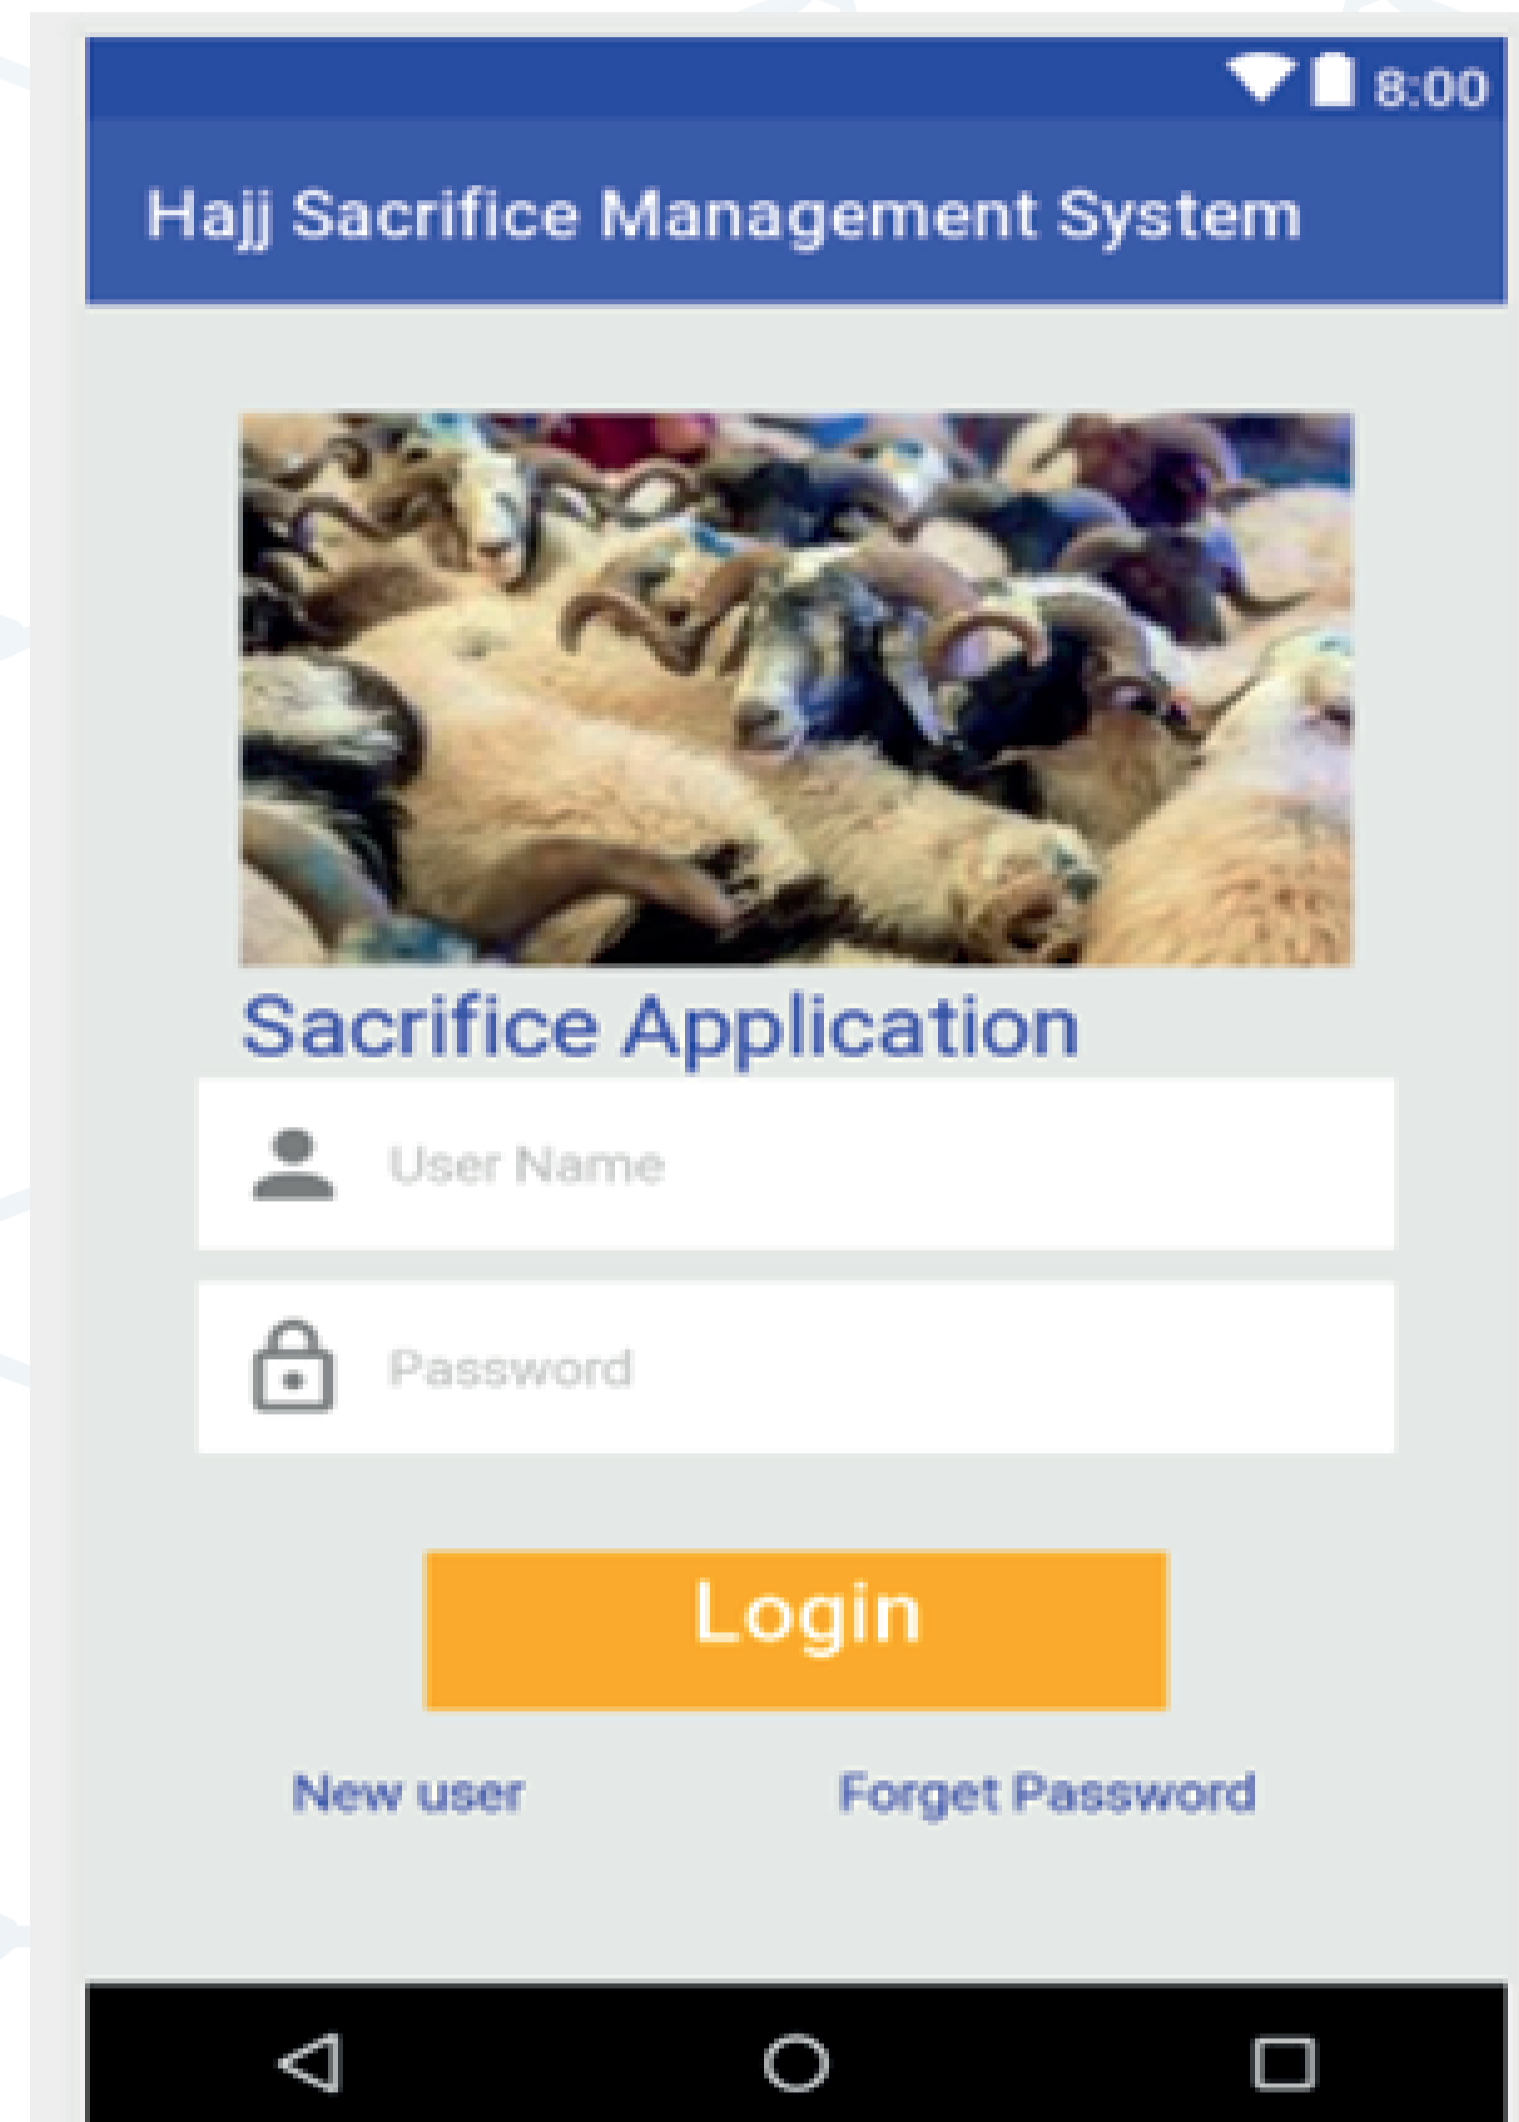 8:00
Hajj Sacrifice Management System
Sacrifice Application
User Name
Password
Login
New user
Forget Password